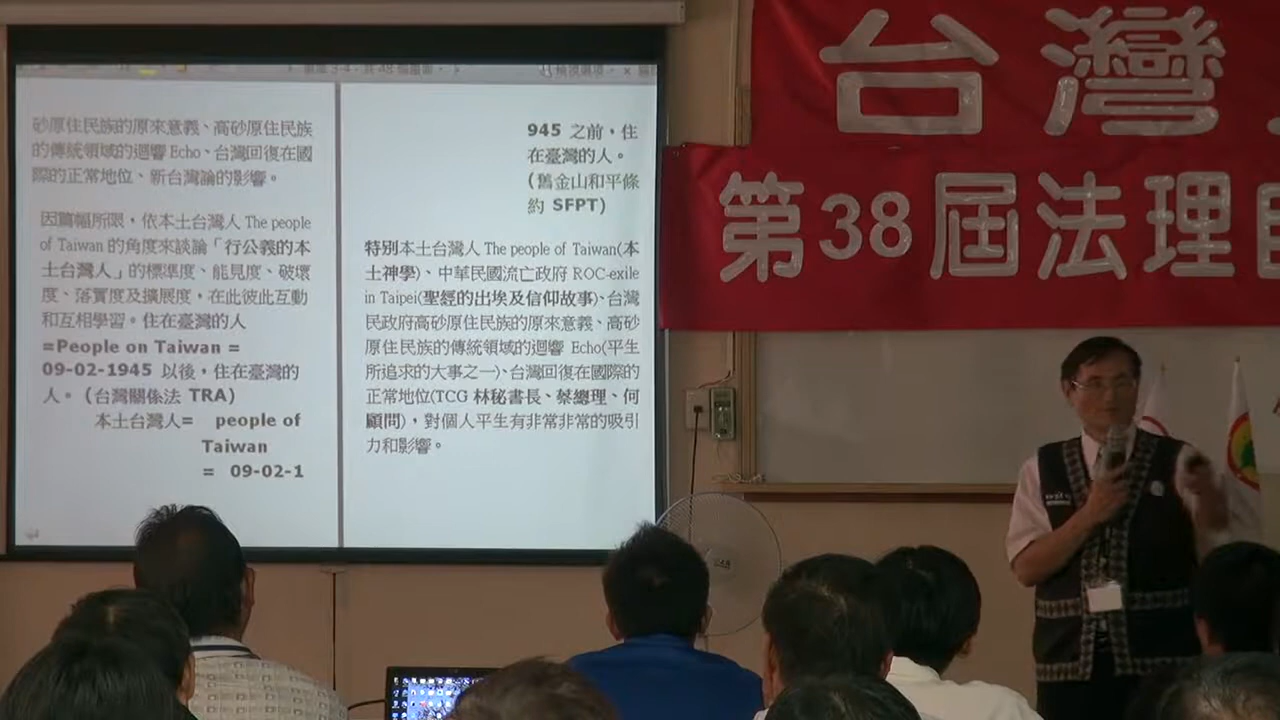 砂原住民族的原來意義、高砂原住民族
的傳統領域的迴響 Echo、台灣回復在國
際的正常地位、新台灣論的影響。
因篇幅所限，依本土台灣人 The people
of Taiwan 的角度來談論「行公義的本
土台灣人」的標準度、能見度、破壞
度、落實度及擴展度，在此彼此互動
和互相學習。住在臺灣的人
=People on Taiwan =
09-02-1945 以後，住在臺灣的
人。（台灣關係法 TRA）
本土台灣人= people of
Taiwan
= 09-02-1
945 之前，住
在臺灣的人。
(舊金山和平條
約 SFPT)
特別本土台灣人 The people of Taiwan(本
土神學)、中華民國流亡政府 ROC-exile
in Taipei(聖經的出埃及信仰故事)、台灣
民政府高砂原住民族的原來意義、高砂
原住民族的傳統領域的迴響 Echo(平生
所追求的大事之一)、台灣回復在國際的
正常地位(TCG 林秘書長、蔡總理、何
顧問)，對個人平生有非常非常的吸引
力和影響。
台灣
第38屆法理